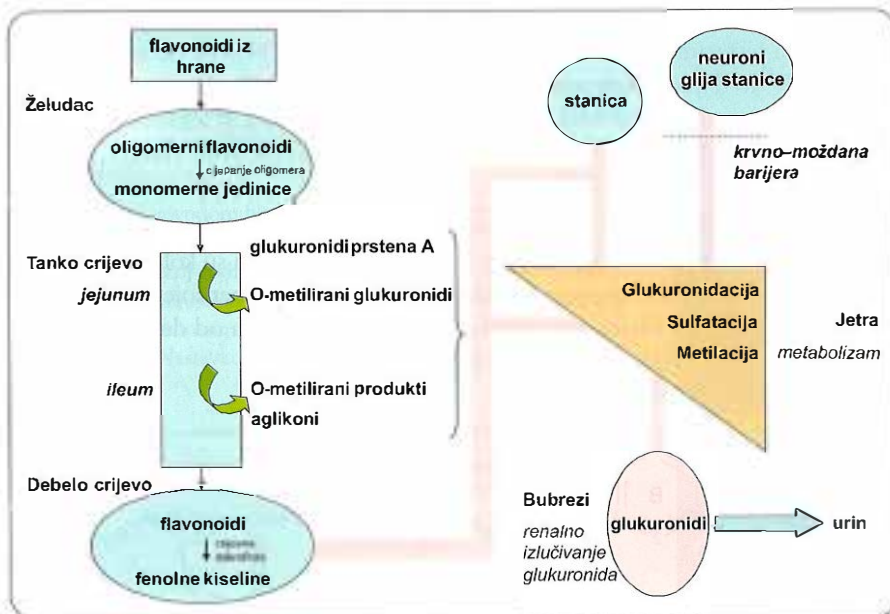 flavonoidi iz
hrane
Želudac
oligomerni flavonoidi
cijepanje oligomera
monomerne jedinice
Tanko crijevo
jejunum
glukuronidi prstena A
O-metilirani glukuronidi
ileum
O-metilirani produkti
aglikoni
Debelo crijevo
flavonoidi
fenolne kiseline
stanica
neuroni
glija stanice
krvno–moždana
barijera
Glukuronidacija
Sulfatacija
Metilacija
Jetra
metabolizam
Bubrezi
renalno
izlučivanje
glukuronida
glukuronidi
urin